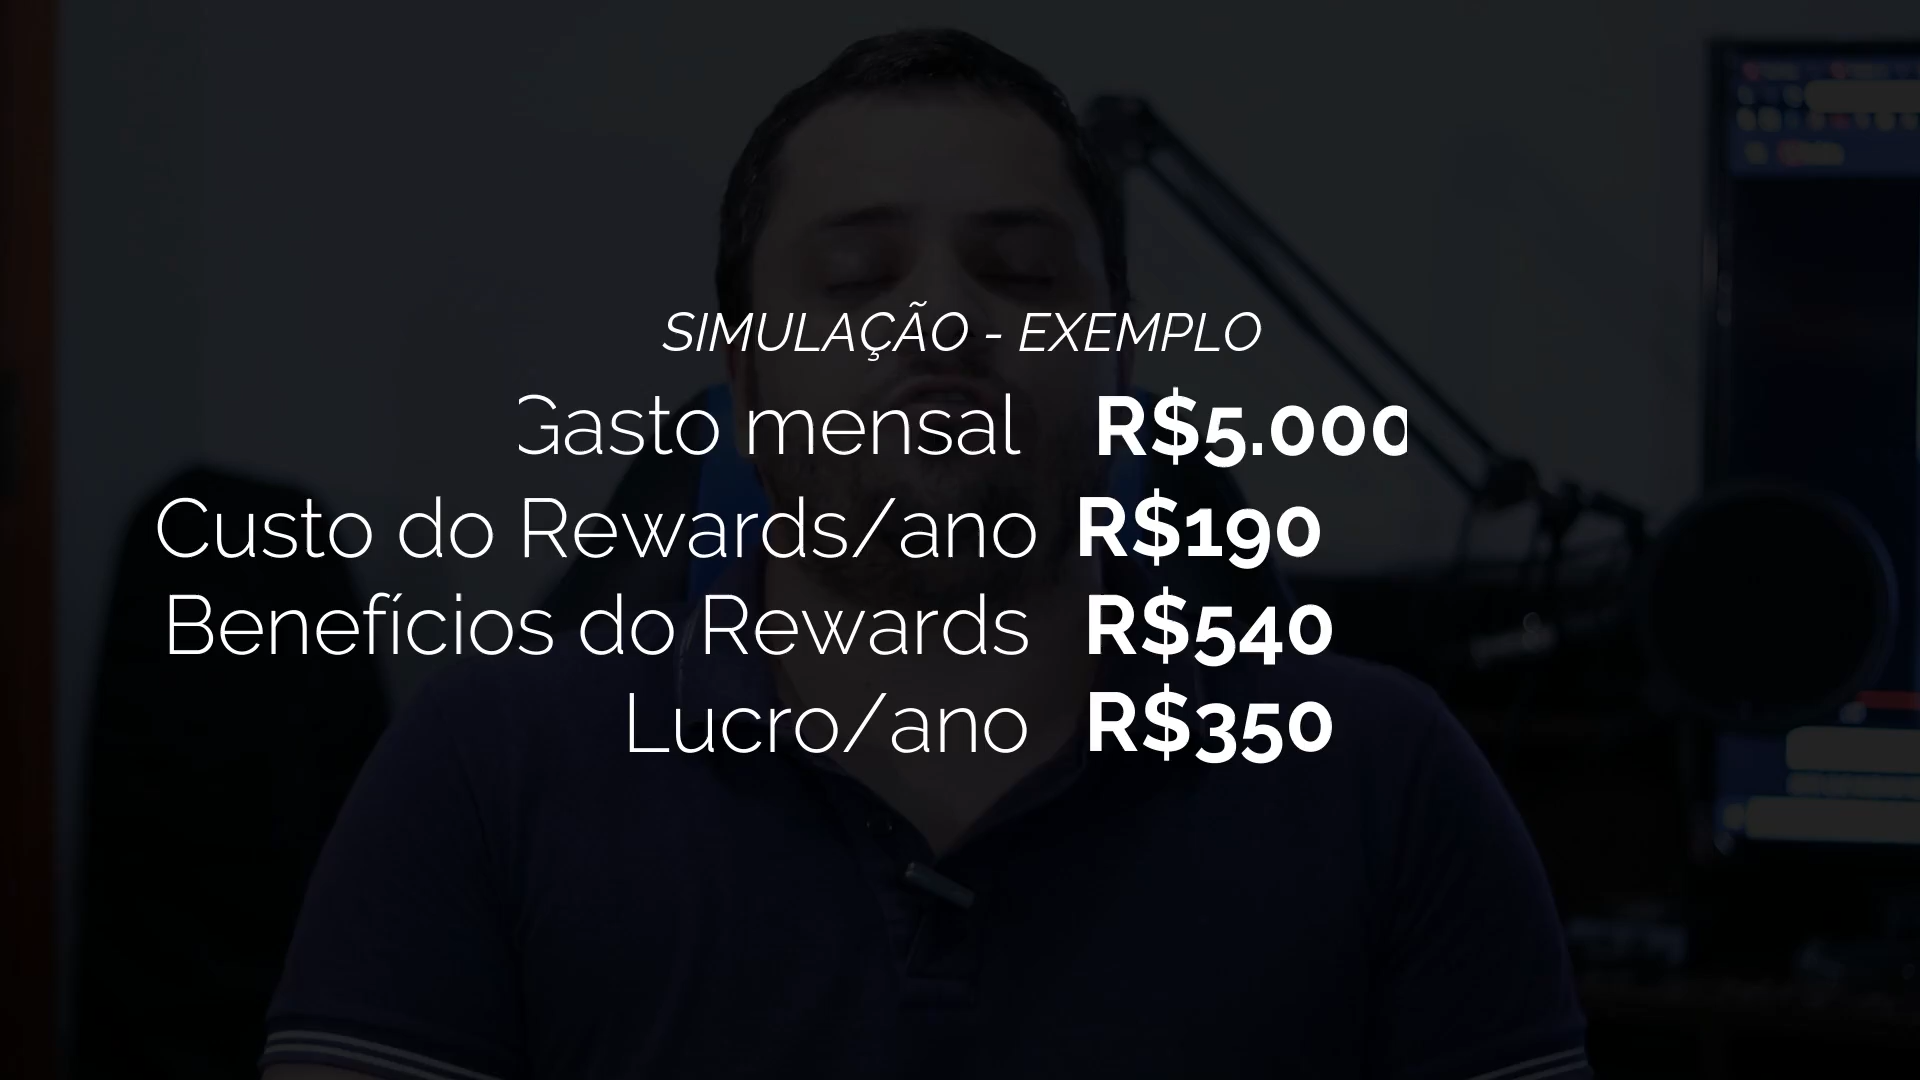 SIMULAÇÃO - EXEMPLO
Gasto mensal R$5.000
Custo do Rewards/ano R$190
Benefícios do Rewards R$540
Lucro/ano R$350